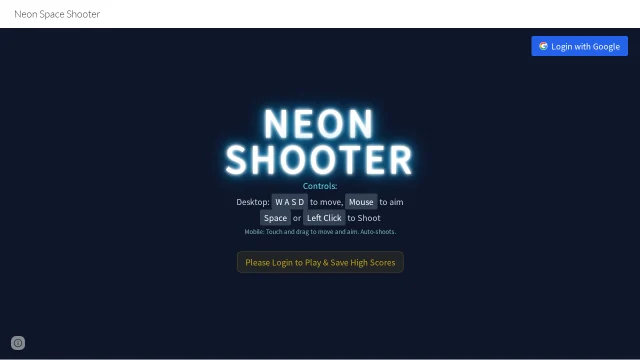 Neon Space Shooter
Login with Google
NEON
SHOOTER
Controls:
Desktop: W A S D to move, Mouse to aim
Space or Left Click to Shoot
Mobile: Touch and drag to move and aim. Auto-shoots.
Please Login to Play & Save High Scores